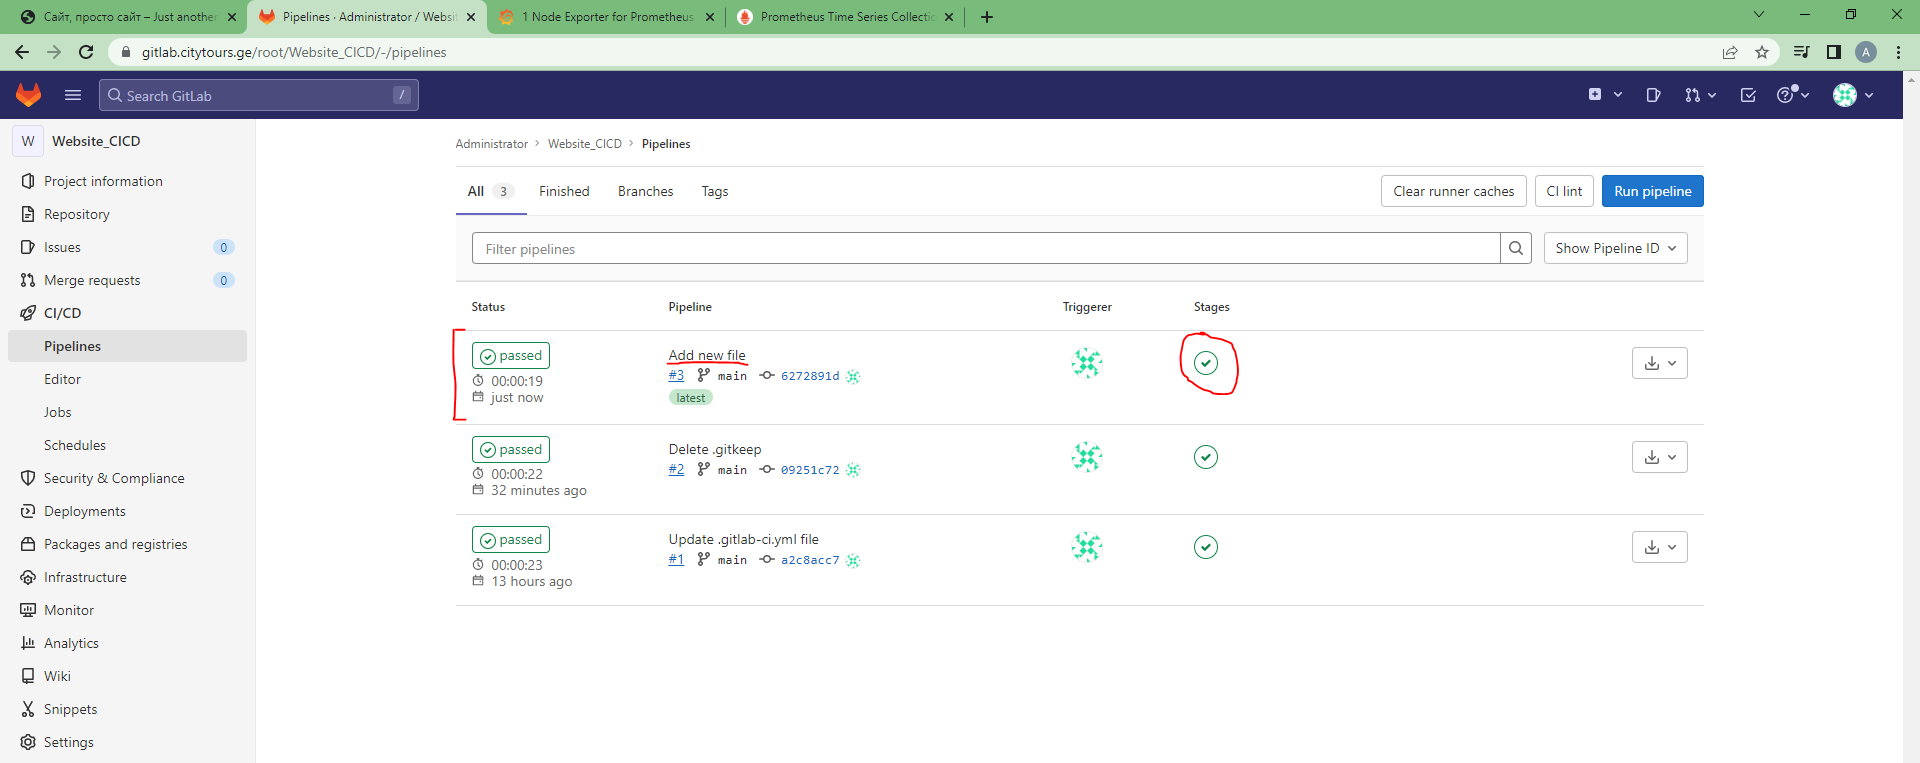 Сайт, просто сайт – Just another
Pipelines · Administrator / Websit
1 Node Exporter for Prometheus
Prometheus Time Series Collectio
gitlab.citytours.ge/root/Website_CICD/-/pipelines
A
Search GitLab
/
W Website_CICD
Project information
Repository
Issues 0
Merge requests 0
CI/CD
Pipelines
Editor
Jobs
Schedules
Security & Compliance
Deployments
Packages and registries
Infrastructure
Monitor
Analytics
Wiki
Snippets
Settings
Administrator › Website_CICD › Pipelines
All 3 Finished Branches Tags
Clear runner caches CI lint Run pipeline
Filter pipelines
Show Pipeline ID
Status Pipeline Triggerer Stages
passed
00:00:19
just now
Add new file
#3 main 6272891d
latest
passed
00:00:22
32 minutes ago
Delete .gitkeep
#2 main 09251c72
passed
00:00:23
13 hours ago
Update .gitlab-ci.yml file
#1 main a2c8acc7